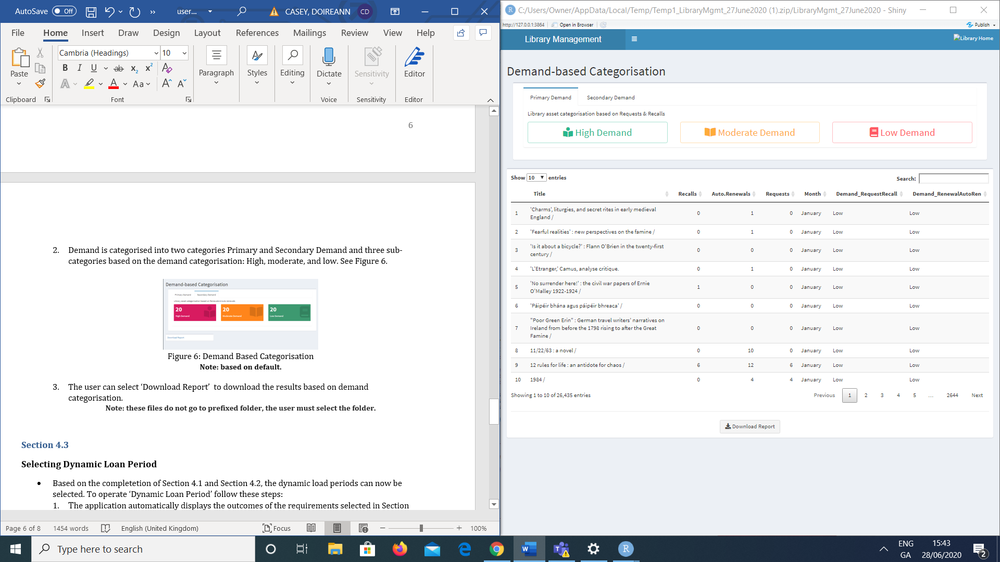 AutoSave Off user... CASEY, DOIREANN CD
File Home Insert Draw Design Layout References Mailings Review View Help
Paste
Clipboard
Cambria (Headings) 10
B I U ab x₂ x²
A A Aa A A
Font
Paragraph
Styles
Editing
Dictate
Voice
Sensitivity
Sensitivity
Editor
Editor
6
2. Demand is categorised into two categories Primary and Secondary Demand and three sub-
categories based on the demand categorisation: High, moderate, and low. See Figure 6.
Demand-based Categorisation
Primary Demand Secondary Demand
Library asset categorisation based on Renewals & Auto renewals
20 20 20
High Demand Moderate Demand Low Demand
Download Report
Figure 6: Demand Based Categorisation
Note: based on default.
3. The user can select ‘Download Report’ to download the results based on demand
categorisation.
Note: these files do not go to prefixed folder, the user must select the folder.
Section 4.3
Selecting Dynamic Loan Period
• Based on the completetion of Section 4.1 and Section 4.2, the dynamic load periods can now be
selected. To operate ‘Dynamic Loan Period’ follow these steps:
1. The application automatically displays the outcomes of the requirements selected in Section
Page 6 of 8 1454 words English (United Kingdom) Focus 100%
C:/Users/Owner/AppData/Local/Temp/Temp1_LibraryMgmt_27June2020 (1).zip/LibraryMgmt_27June2020 - Shiny
http://127.0.0.1:3864 Open in Browser Publish
Library Management Library Home
Demand-based Categorisation
Primary Demand Secondary Demand
Library asset categorisation based on Requests & Recalls
High Demand Moderate Demand Low Demand
Show 10 entries Search:
Title Recalls Auto.Renewals Requests Month Demand_RequestRecall Demand_RenewalAutoRen
1 'Charms', liturgies, and secret rites in early medieval
England / 0 1 0 January Low Low
2 'Fearful realities' : new perspectives on the famine / 0 1 0 January Low Low
3 'Is it about a bicycle?' : Flann O'Brien in the twenty-first
century / 0 0 0 January Low Low
4 'L'Etranger,' Camus, analyse critique. 0 1 0 January Low Low
5 'No surrender here!' : the civil war papers of Ernie
O'Malley 1922-1924 / 1 0 0 January Low Low
6 'Páipéir bhána agus páipéir bhreaca' / 0 0 0 January Low Low
7 "Poor Green Erin" : German travel writers' narratives on
Ireland from before the 1798 rising to after the Great
Famine / 0 0 0 January Low Low
8 11/22/63 : a novel / 0 10 0 January Low Low
9 12 rules for life : an antidote for chaos / 6 12 6 January Low Low
10 1984 / 0 4 4 January Low Low
Showing 1 to 10 of 26,435 entries Previous 1 2 3 4 5 … 2644 Next
Download Report
Type here to search
ENG 15:43
GA 28/06/2020 2